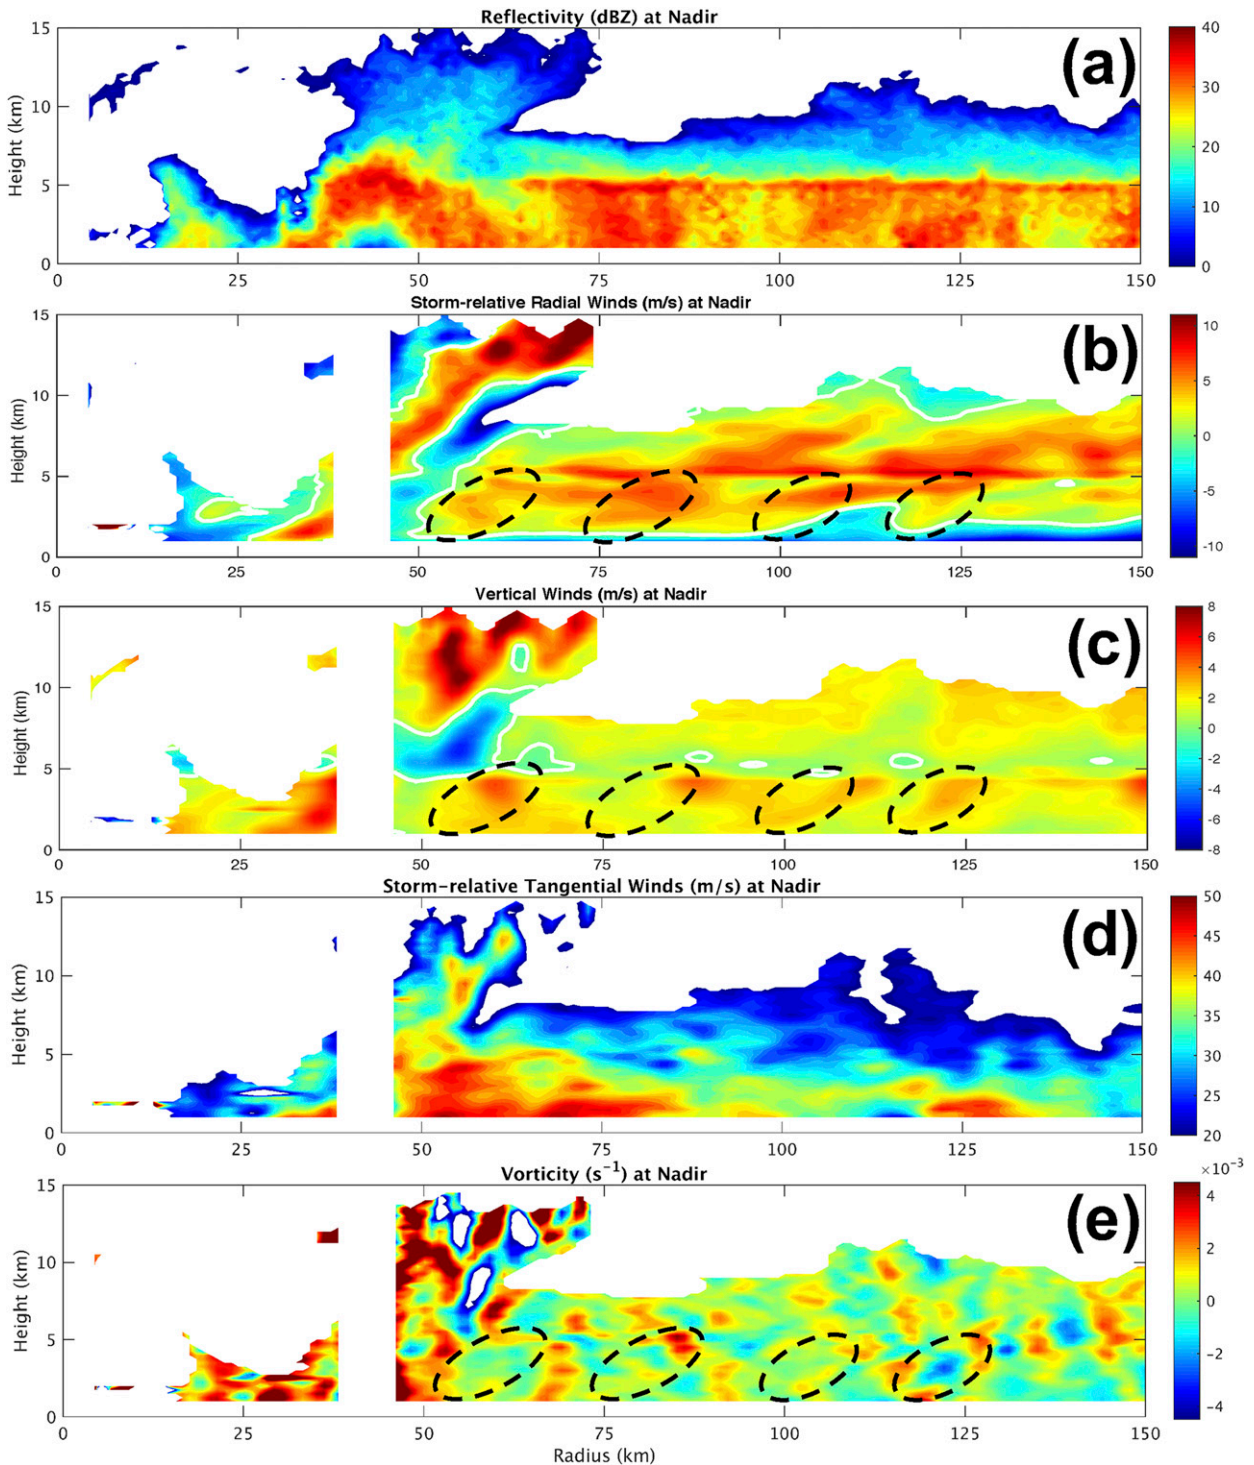 Reflectivity (dBZ) at Nadir
(a)
Height (km)
15
10
5
0
0 25 50 75 100 125 150
40
30
20
10
0
Storm-relative Radial Winds (m/s) at Nadir
(b)
Height (km)
15
10
5
0
0 25 50 75 100 125 150
10
5
0
-5
-10
Vertical Winds (m/s) at Nadir
(c)
Height (km)
15
10
5
0
0 25 50 75 100 125 150
8
6
4
2
0
-2
-4
-6
-8
Storm-relative Tangential Winds (m/s) at Nadir
(d)
Height (km)
15
10
5
0
0 25 50 75 100 125 150
50
45
40
35
30
25
20
Vorticity (s⁻¹) at Nadir
(e)
Height (km)
15
10
5
0
0 25 50 75 100 125 150
Radius (km)
×10⁻³
4
2
0
−2
−4